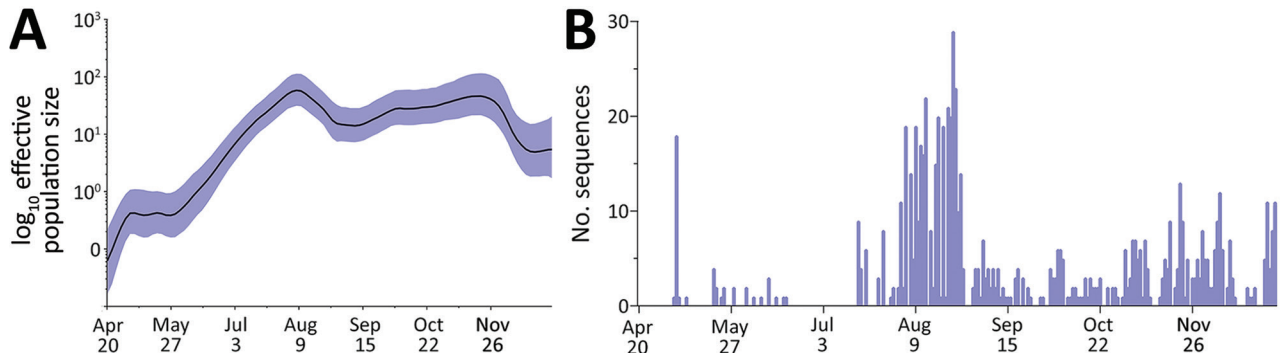 A
log10 effective
population size
10³
10²
10¹
10⁰
0
Apr May Jul Aug Sep Oct Nov
20 27 3 9 15 22 26
B
No. sequences
30
20
10
0
Apr May Jul Aug Sep Oct Nov
20 27 3 9 15 22 26